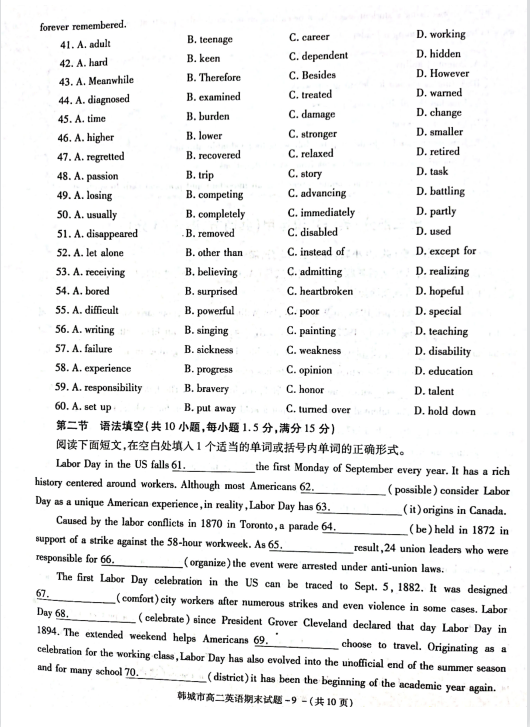 forever remembered.
41. A. adult B. teenage C. career D. working
42. A. hard B. keen C. dependent D. hidden
43. A. Meanwhile B. Therefore C. Besides D. However
44. A. diagnosed B. examined C. treated D. warned
45. A. time B. burden C. damage D. change
46. A. higher B. lower C. stronger D. smaller
47. A. regretted B. recovered C. relaxed D. retired
48. A. passion B. trip C. story D. task
49. A. losing B. competing C. advancing D. battling
50. A. usually B. completely C. immediately D. partly
51. A. disappeared B. removed C. disabled D. used
52. A. let alone B. other than C. instead of D. except for
53. A. receiving B. believing C. admitting D. realizing
54. A. bored B. surprised C. heartbroken D. hopeful
55. A. difficult B. powerful C. poor D. special
56. A. writing B. singing C. painting D. teaching
57. A. failure B. sickness C. weakness D. disability
58. A. experience B. progress C. opinion D. education
59. A. responsibility B. bravery C. honor D. talent
60. A. set up B. put away C. turned over D. hold down
第二节 语法填空(共10小题,每小题1.5分,满分15分)
阅读下面短文,在空白处填入1个适当的单词或括号内单词的正确形式。
Labor Day in the US falls 61.__________the first Monday of September every year. It has a rich
history centered around workers. Although most Americans 62.__________(possible)consider Labor
Day as a unique American experience,in reality,Labor Day has 63.__________(it)origins in Canada.
Caused by the labor conflicts in 1870 in Toronto,a parade 64.__________(be)held in 1872 in
support of a strike against the 58-hour workweek. As 65.__________result,24 union leaders who were
responsible for 66.__________(organize)the event were arrested under anti-union laws.
The first Labor Day celebration in the US can be traced to Sept. 5, 1882. It was designed
67.__________(comfort)city workers after numerous strikes and even violence in some cases. Labor
Day 68.__________(celebrate) since President Grover Cleveland declared that day Labor Day in
1894. The extended weekend helps Americans 69.__________ choose to travel. Originating as a
celebration for the working class,Labor Day has also evolved into the unofficial end of the summer season
and for many school 70.__________(district)it has been the beginning of the academic year again.
韩城市高二英语期末试题-9-(共10页)